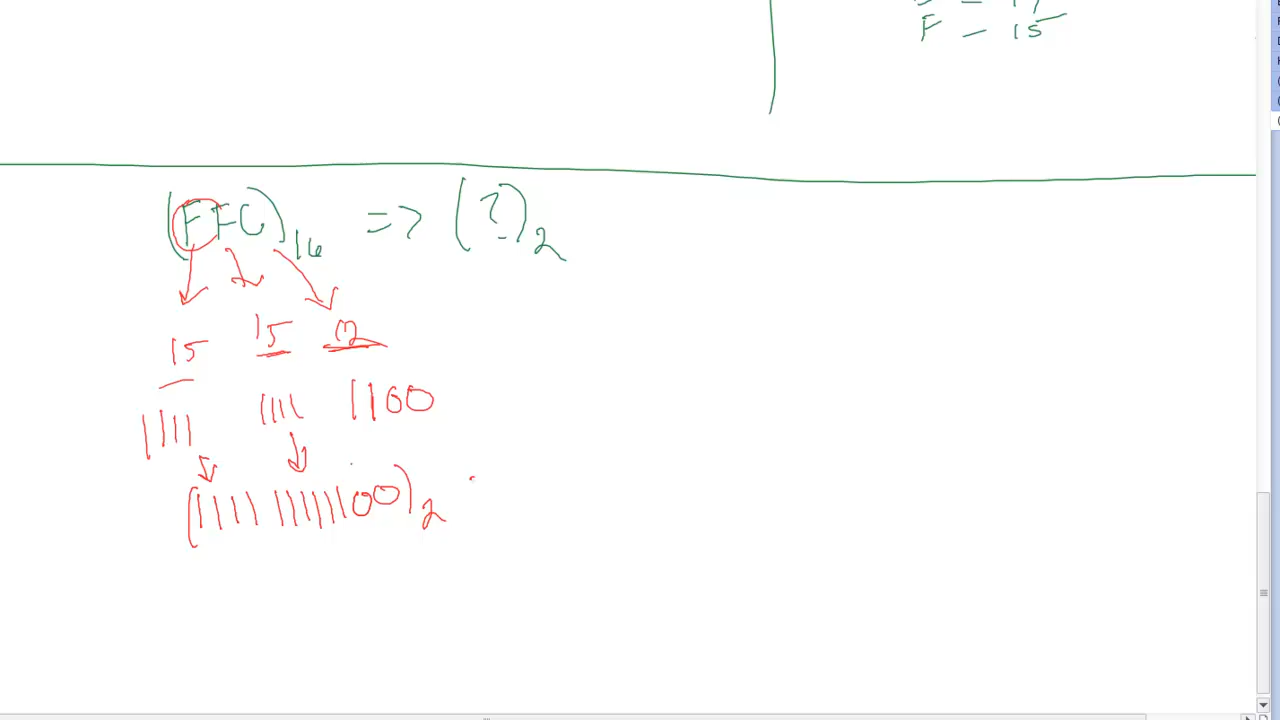 F - 15
(FFC)16 => (?)2
15 15 12
1111 1111 1100
(111111111100)2